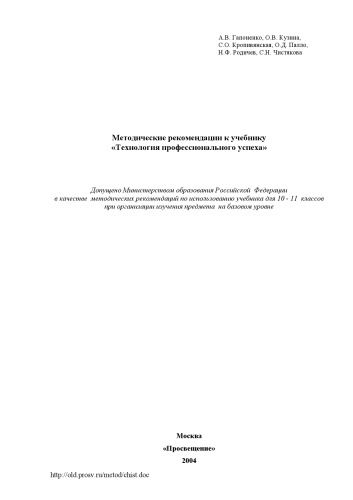 А.В. Гапоненко, О.В. Кузина,
С.О. Кропивянская, О.Д. Палло,
Н.Ф. Родичев, С.Н. Чистякова
Методические рекомендации к учебнику
«Технология профессионального успеха»
Допущено Министерством образования Российской Федерации
в качестве методических рекомендаций по использованию учебника для 10 - 11 классов
при организации изучения предмета на базовом уровне
Москва
«Просвещение»
2004
http://old.prosv.ru/metod/chist.doc